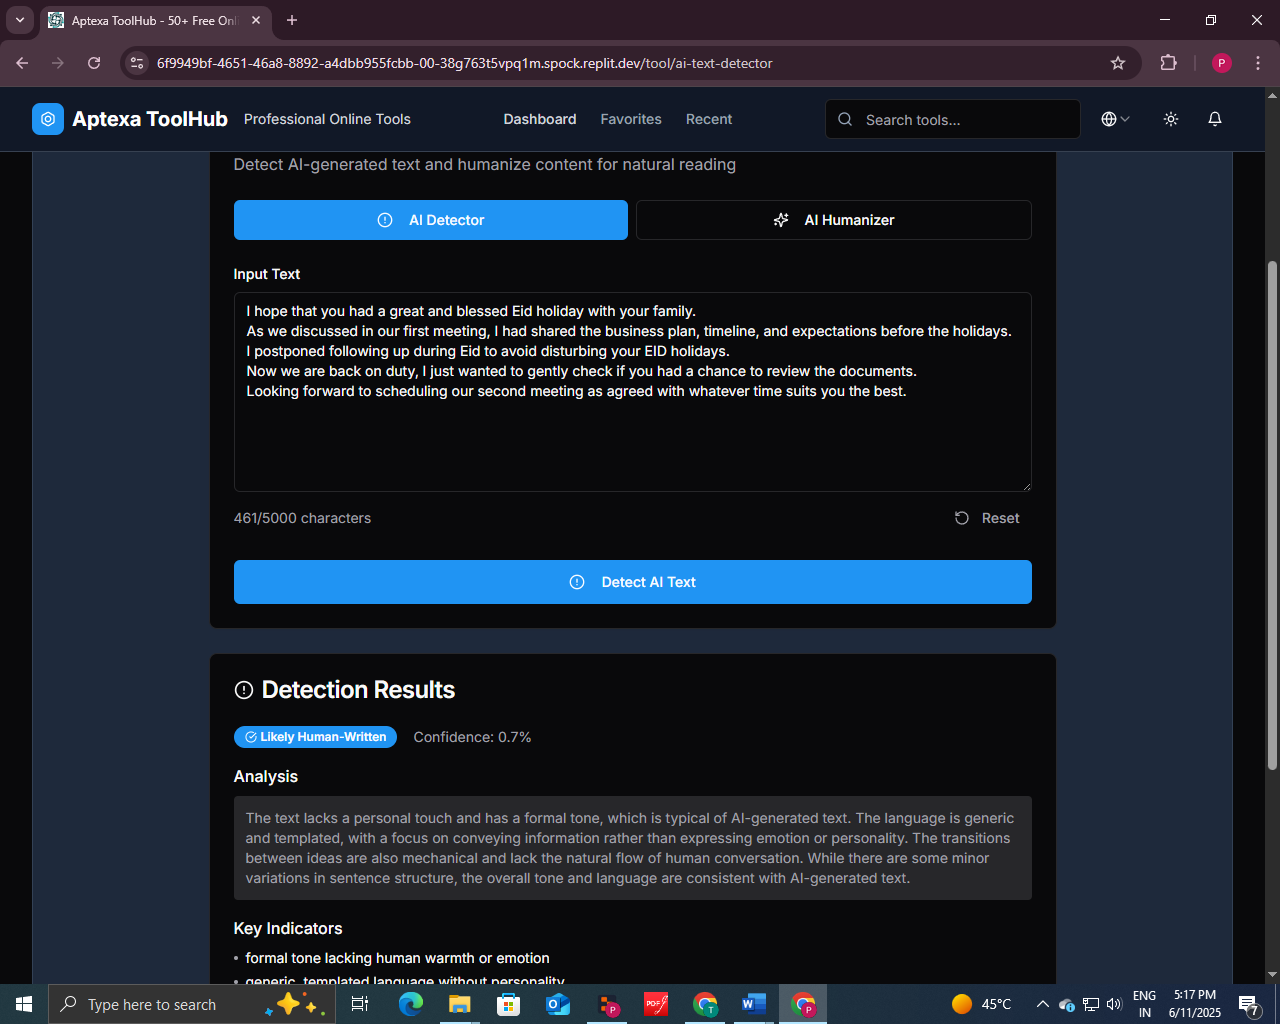 Aptexa ToolHub - 50+ Free Onl
6f9949bf-4651-46a8-8892-a4dbb955fcbb-00-38g763t5vpq1m.spock.replit.dev/tool/ai-text-detector
P
Aptexa ToolHub
Professional Online Tools
Dashboard
Favorites
Recent
Search tools...
Detect AI-generated text and humanize content for natural reading
AI Detector
AI Humanizer
Input Text
I hope that you had a great and blessed Eid holiday with your family.
As we discussed in our first meeting, I had shared the business plan, timeline, and expectations before the holidays.
I postponed following up during Eid to avoid disturbing your EID holidays.
Now we are back on duty, I just wanted to gently check if you had a chance to review the documents.
Looking forward to scheduling our second meeting as agreed with whatever time suits you the best.
461/5000 characters
Reset
Detect AI Text
Detection Results
Likely Human-Written
Confidence: 0.7%
Analysis
The text lacks a personal touch and has a formal tone, which is typical of AI-generated text. The language is generic
and templated, with a focus on conveying information rather than expressing emotion or personality. The transitions
between ideas are also mechanical and lack the natural flow of human conversation. While there are some minor
variations in sentence structure, the overall tone and language are consistent with AI-generated text.
Key Indicators
• formal tone lacking human warmth or emotion
• generic, templated language without personality
Type here to search
P
PDF
T
W
P
45°C
ENG
IN
5:17 PM
6/11/2025
7